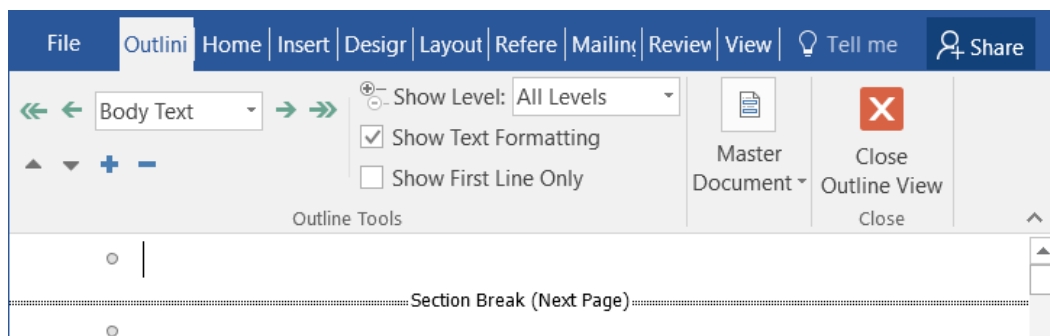 File Outlini Home Insert Desigr Layout Refere Mailin Review View Tell me Share
Body Text Show Level: All Levels
Show Text Formatting
Show First Line Only
Master Document
Close Outline View
Outline Tools Close
Section Break (Next Page)